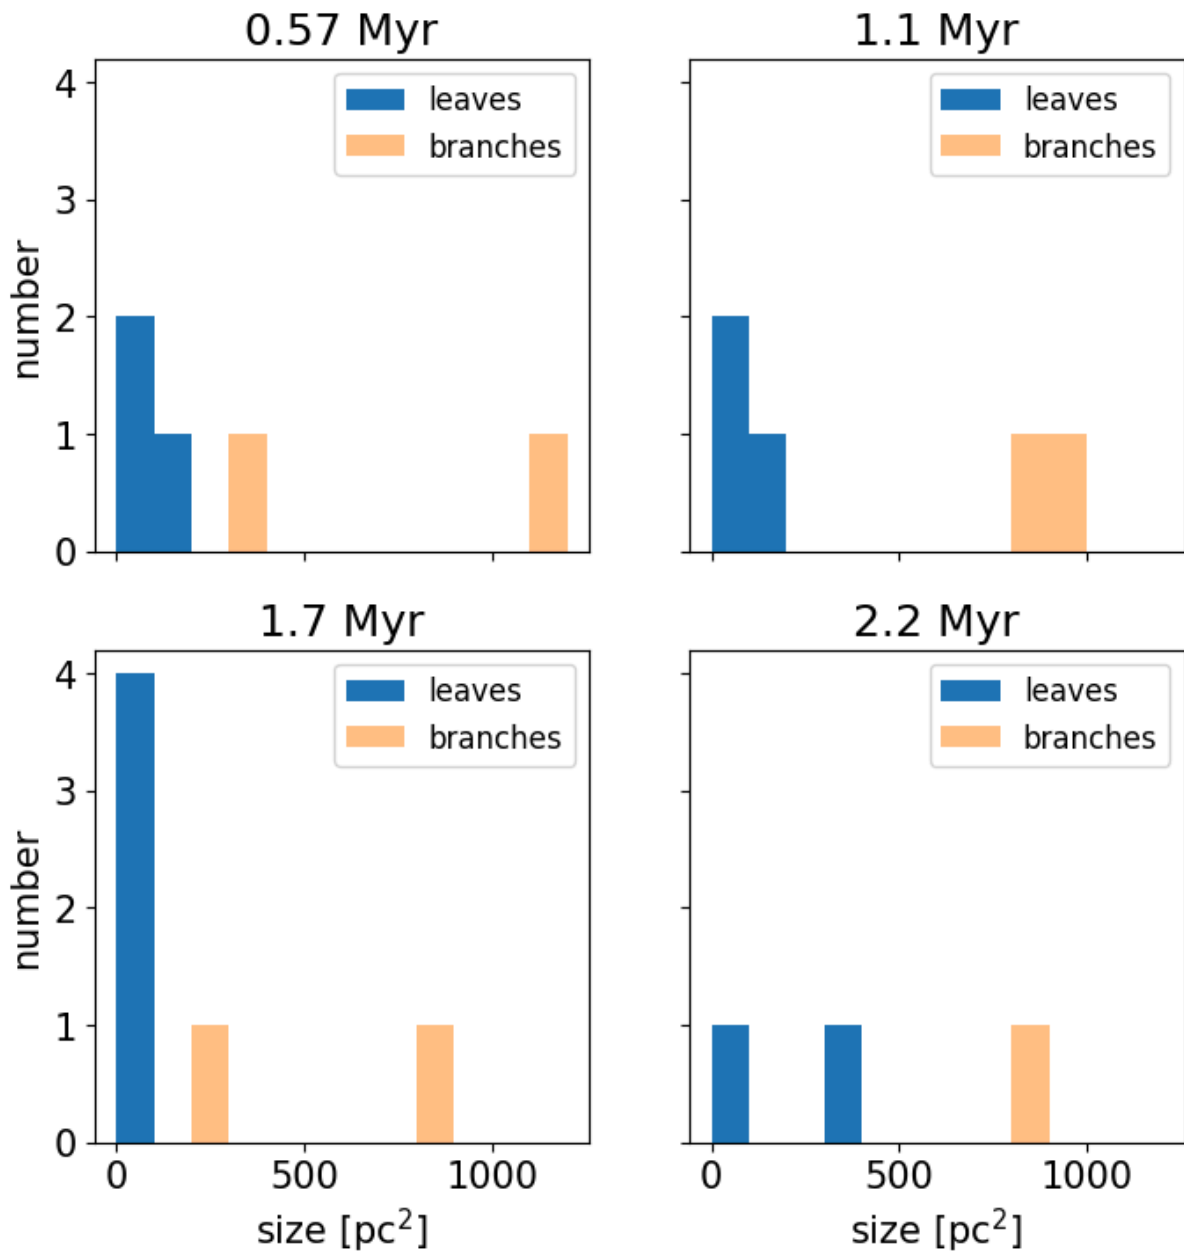 0.57 Myr
1.1 Myr
4
3
2
1
0
number
leaves
branches
leaves
branches
1.7 Myr
2.2 Myr
4
3
2
1
0
number
leaves
branches
leaves
branches
0 500 1000
0 500 1000
size [pc²]
size [pc²]